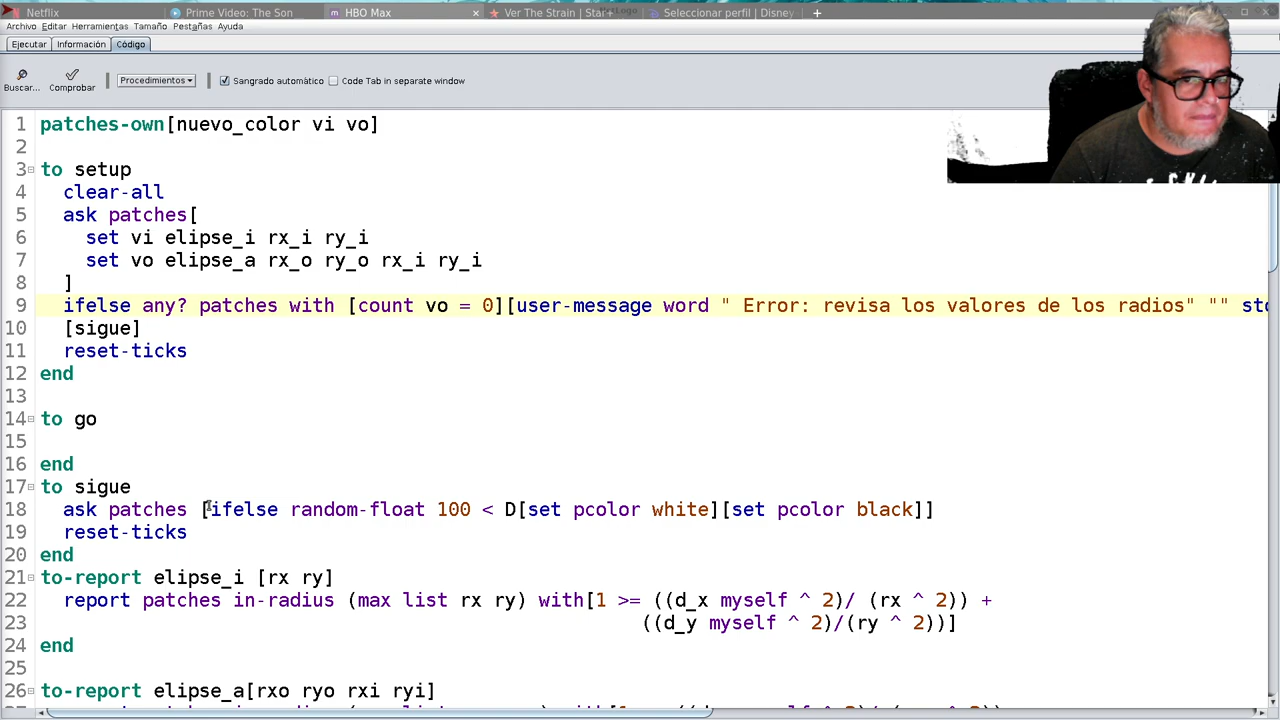 Netflix Prime Video: The Son HBO Max × Ver The Strain | Star+ Seleccionar perfil | Disney +
Archivo Editar Herramientas Tamaño Pestañas Ayuda
Ejecutar Información Código
Buscar... Comprobar Procedimientos Sangrado automático Code Tab in separate window
1 patches-own[nuevo_color vi vo]
2
3 to setup
4 clear-all
5 ask patches[
6 set vi elipse_i rx_i ry_i
7 set vo elipse_a rx_o ry_o rx_i ry_i
8 ]
9 ifelse any? patches with [count vo = 0][user-message word " Error: revisa los valores de los radios" ""
10 [sigue]
11 reset-ticks
12 end
13
14 to go
15
16 end
17 to sigue
18 ask patches [ifelse random-float 100 < D[set pcolor white][set pcolor black]]
19 reset-ticks
20 end
21 to-report elipse_i [rx ry]
22 report patches in-radius (max list rx ry) with[1 >= ((d_x myself ^ 2)/ (rx ^ 2)) +
23 ((d_y myself ^ 2)/(ry ^ 2))]
24 end
25
26 to-report elipse_a[rxo ryo rxi ryi]